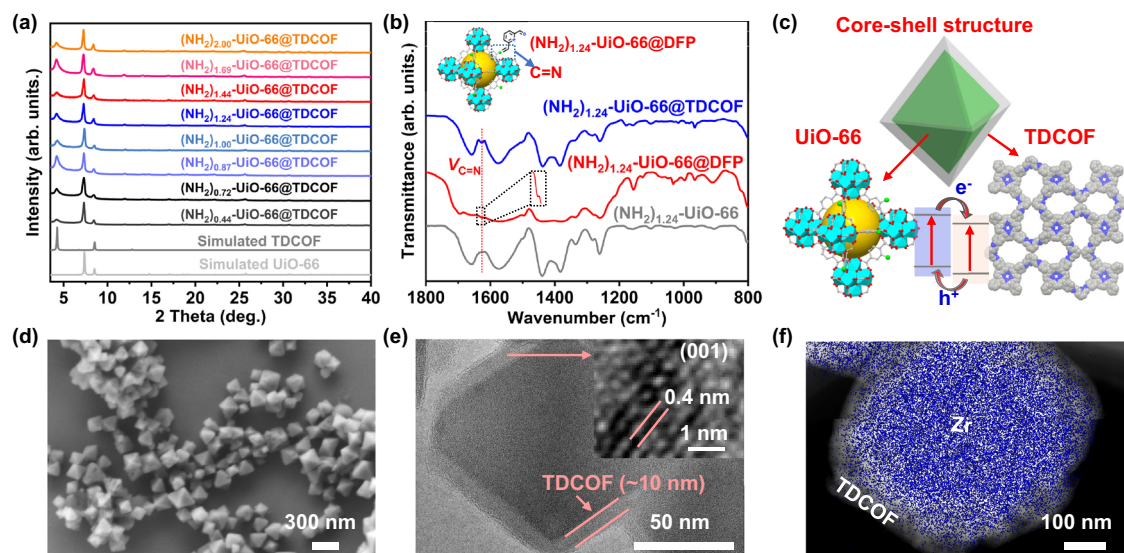 (a)
(NH₂)₂.₀₀-UiO-66@TDCOF
(NH₂)₁.₆₉-UiO-66@TDCOF
(NH₂)₁.₄₄-UiO-66@TDCOF
(NH₂)₁.₂₄-UiO-66@TDCOF
(NH₂)₁.₀₀-UiO-66@TDCOF
(NH₂)₀.₈₇-UiO-66@TDCOF
(NH₂)₀.₇₂-UiO-66@TDCOF
(NH₂)₀.₄₄-UiO-66@TDCOF
Simulated TDCOF
Simulated UiO-66
Intensity (arb. units.)
5 10 15 20 25 30 35 40
2 Theta (deg.)
(b)
(NH₂)₁.₂₄-UiO-66@DFP
C=N
(NH₂)₁.₂₄-UiO-66@TDCOF
V C=N
(NH₂)₁.₂₄-UiO-66@DFP
(NH₂)₁.₂₄-UiO-66
Transmittance (arb. units.)
1800 1600 1400 1200 1000 800
Wavenumber (cm⁻¹)
(c)
Core-shell structure
UiO-66
TDCOF
e⁻
h⁺
(d)
300 nm
(e)
(001)
0.4 nm
1 nm
TDCOF (~10 nm)
50 nm
(f)
Zr
TDCOF
100 nm